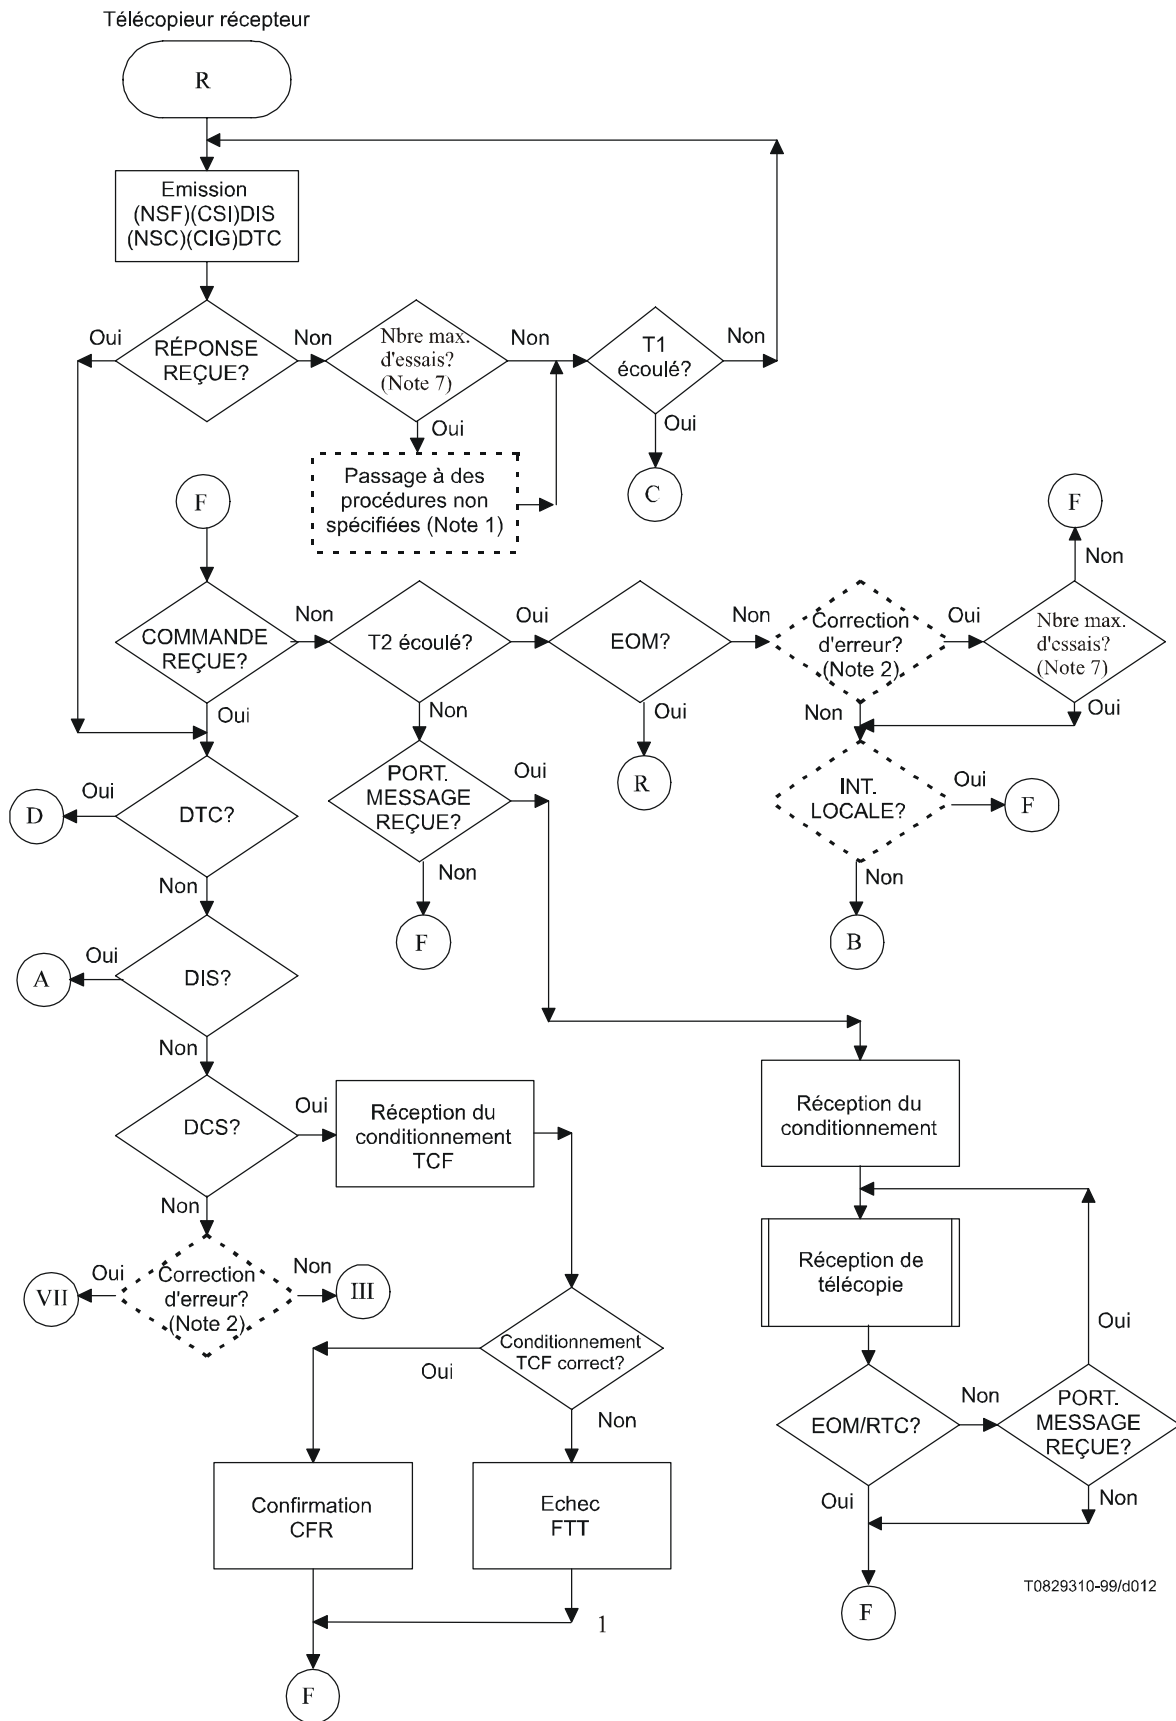 Télécopieur récepteur
R
Emission
(NSF)(CSI)DIS
(NSC)(CIG)DTC
Oui
RÉPONSE
REÇUE?
Non
Nbre max.
d'essais?
(Note 7)
Non
T1
écoulé?
Non
Oui
Oui
Passage à des
procédures non
spécifiées (Note 1)
C
F
F
Non
COMMANDE
REÇUE?
Non
T2 écoulé?
Oui
EOM?
Non
Correction
d'erreur?
(Note 2)
Oui
Nbre max.
d'essais?
(Note 7)
Oui
Non
Oui
Non
Oui
PORT.
MESSAGE
REÇUE?
Oui
R
INT.
LOCALE?
Oui
F
D
Oui
DTC?
Non
Non
Non
F
B
A
Oui
DIS?
Non
DCS?
Oui
Réception du
conditionnement
TCF
Réception du
conditionnement
Non
VII
Oui
Correction
d'erreur?
(Note 2)
Non
III
Réception de
télécopie
Oui
Conditionnement
TCF correct?
Oui
Non
EOM/RTC?
Non
PORT.
MESSAGE
REÇUE?
Oui
Non
Confirmation
CFR
Echec
FTT
T0829310-99/d012
F
1
F